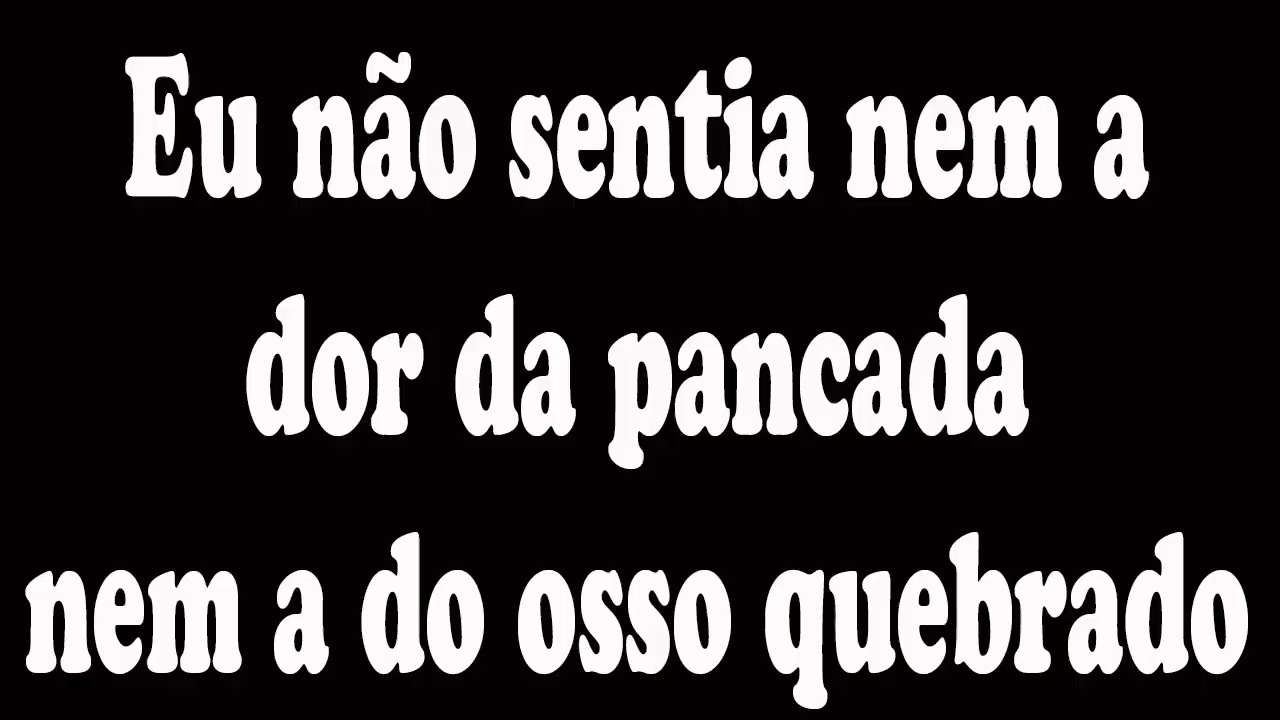 Eu não sentia nem a
dor da pancada
nem a do osso quebrado